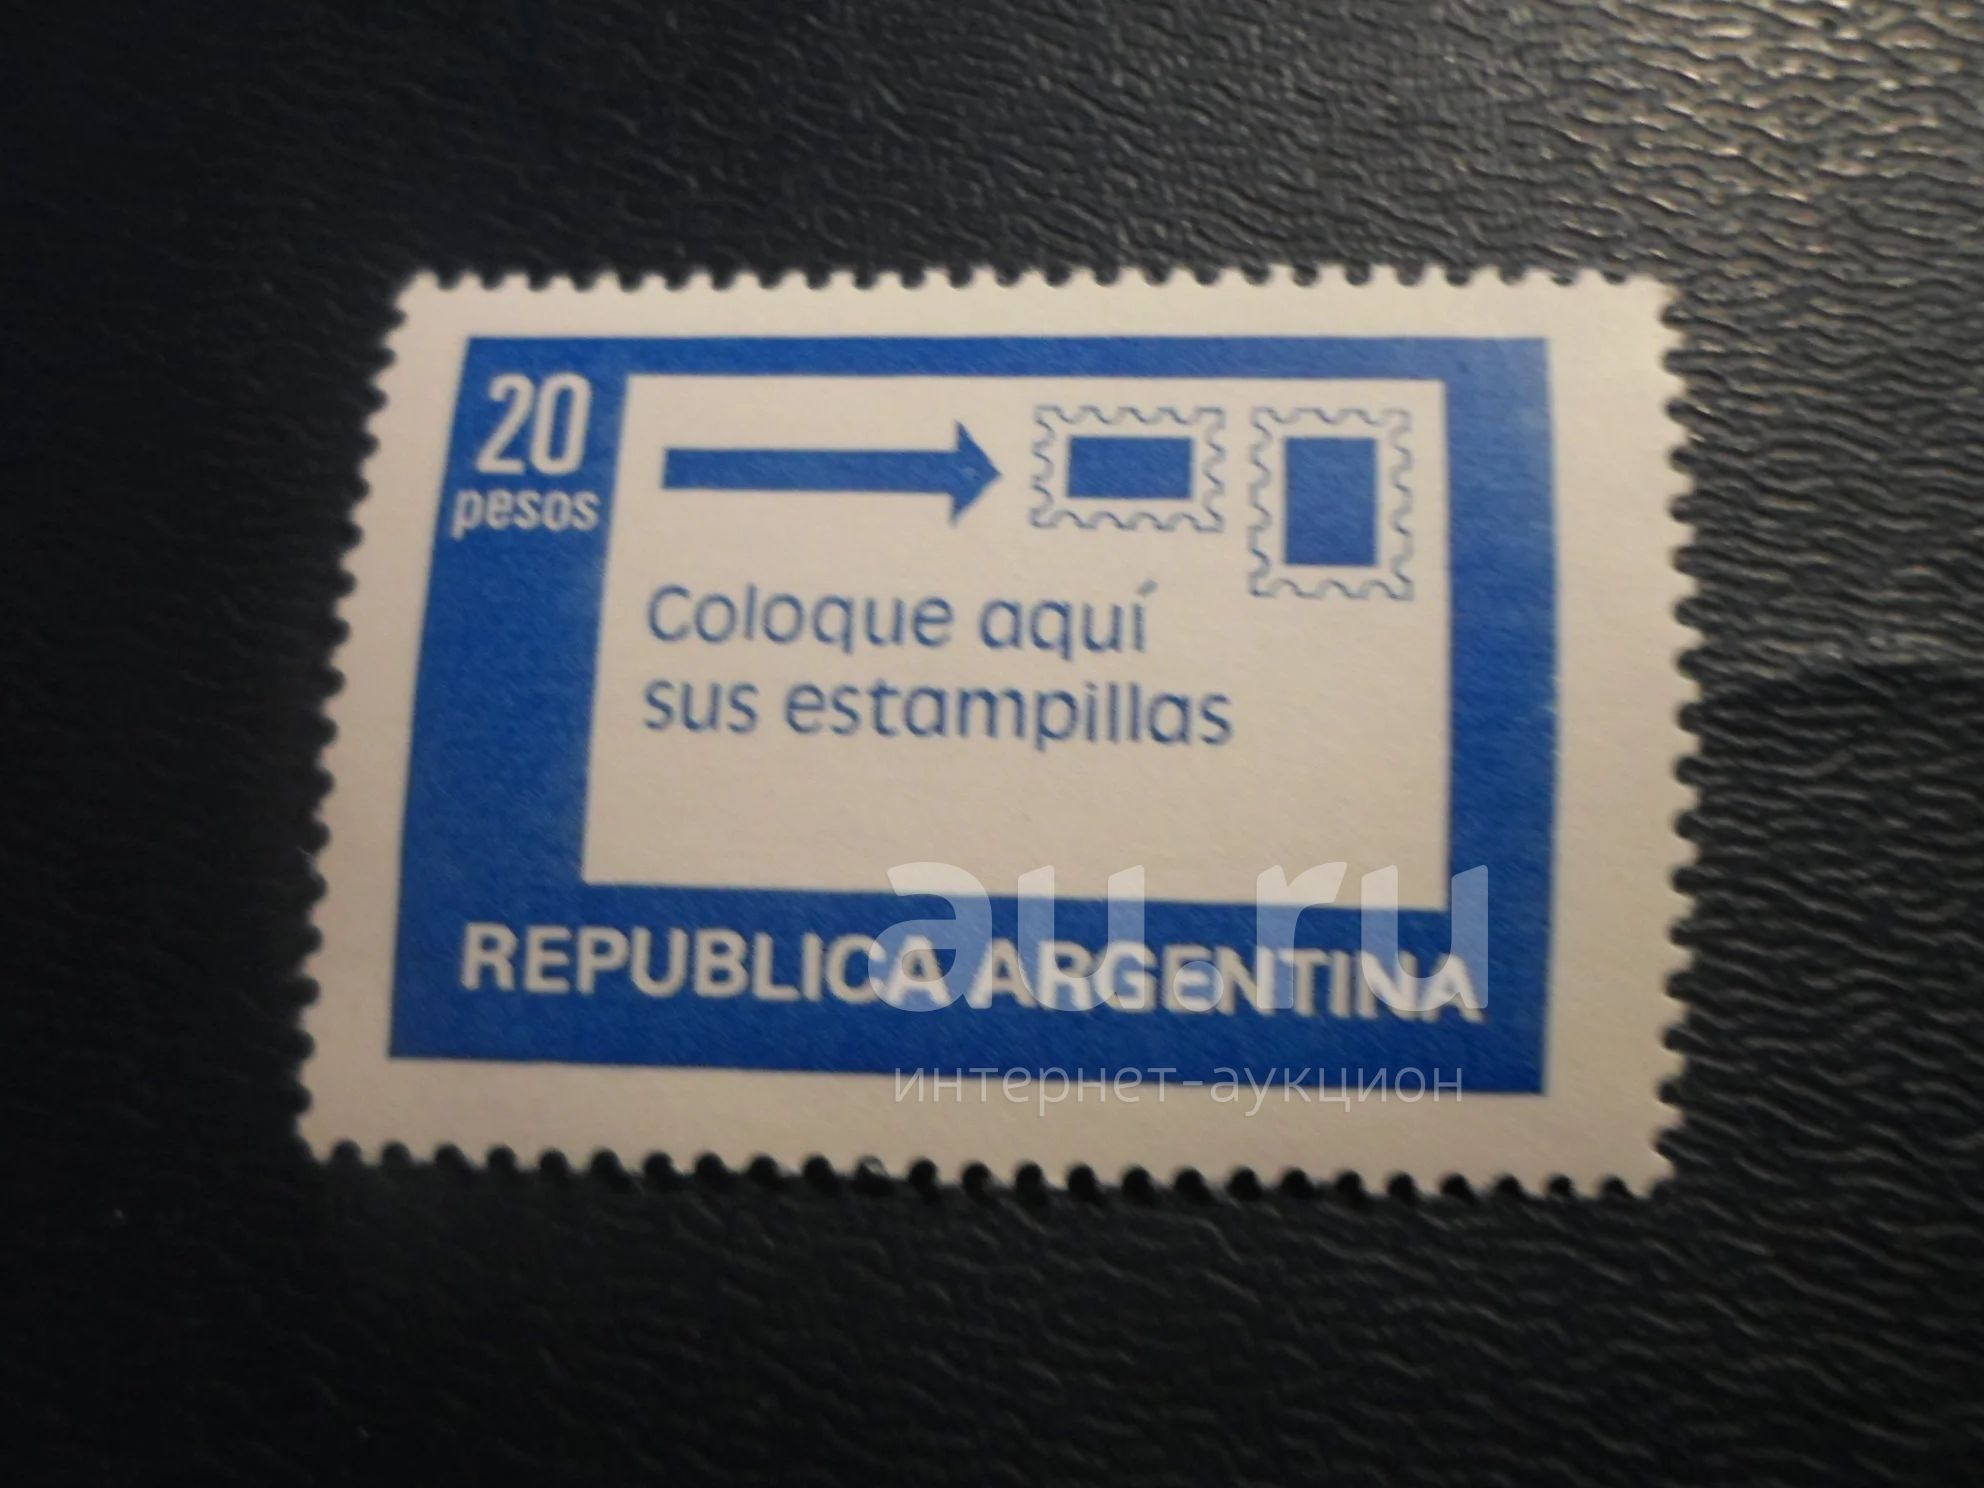 20
pesos
Coloque aquí
sus estampillas
REPUBLICA ARGENTINA
au.ru
интернет-аукцион